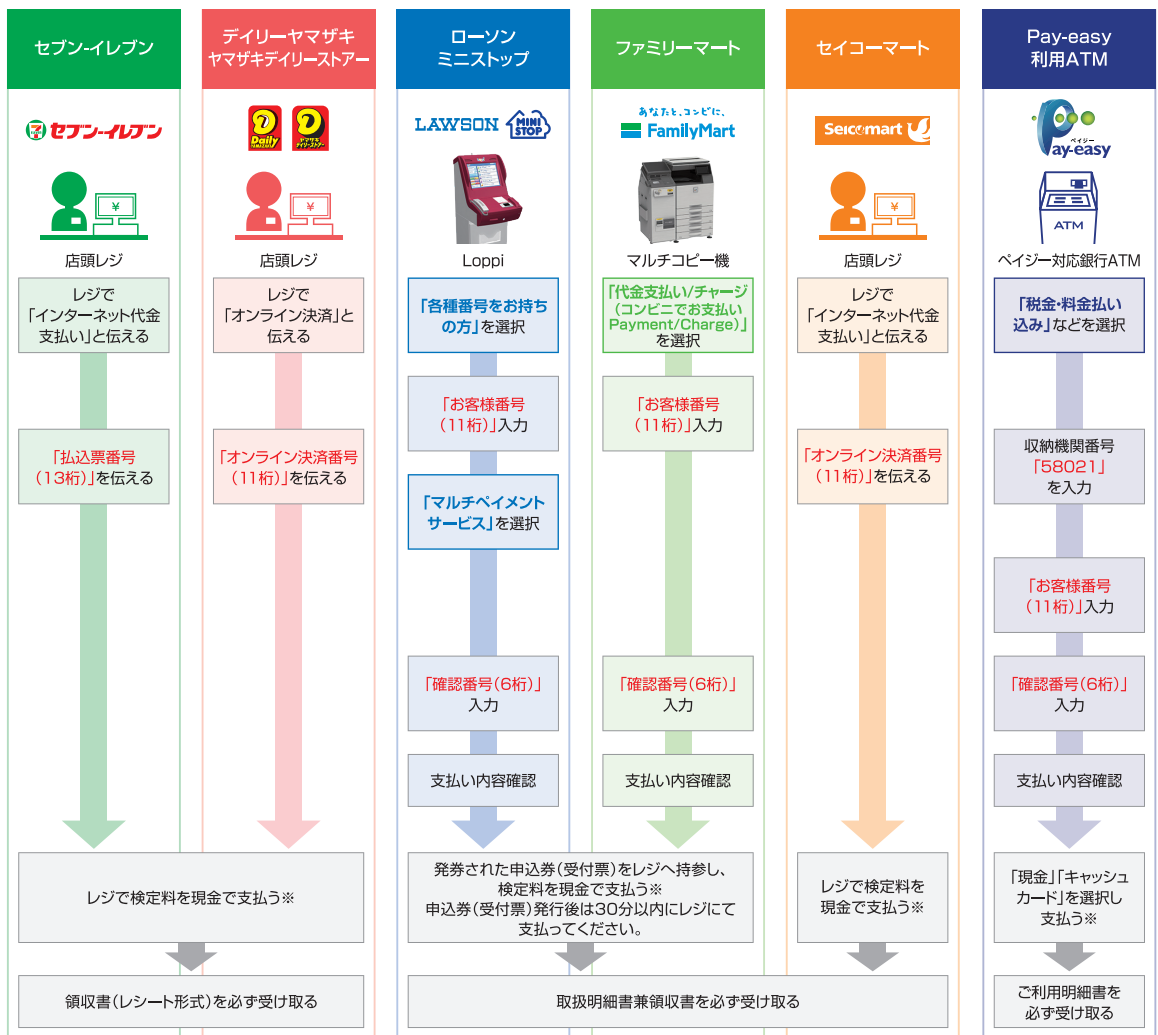 セブン-イレブン
デイリーヤマザキ
ヤマザキデイリーストアー
ローソン
ミニストップ
ファミリーマート
セイコーマート
Pay-easy
利用ATM
セブン-イレブン
Daily
YAMAZAKI
ヤマザキ
デイリーストアー
LAWSON
MINI
STOP
あなたと、コンビに、
FamilyMart
Seicomart
ペイジー
Pay-easy
¥
¥
¥
ATM
店頭レジ
店頭レジ
Loppi
マルチコピー機
店頭レジ
ペイジー対応銀行ATM
レジで
「インターネット代金
支払い」と伝える
「払込票番号
(13桁)」を伝える
レジで
「オンライン決済」と
伝える
「オンライン決済番号
(11桁)」を伝える
「各種番号をお持ち
の方」を選択
「お客様番号
(11桁)」入力
「マルチペイメント
サービス」を選択
「確認番号(6桁)」
入力
支払い内容確認
「代金支払い/チャージ
(コンビニでお支払い
Payment/Charge)」
を選択
「お客様番号
(11桁)」入力
「確認番号(6桁)」
入力
支払い内容確認
レジで
「インターネット代金
支払い」と伝える
「オンライン決済番号
(11桁)」を伝える
「税金・料金払い
込み」などを選択
収納機関番号
「58021」
を入力
「お客様番号
(11桁)」入力
「確認番号(6桁)」
入力
支払い内容確認
レジで検定料を現金で支払う※
発券された申込券(受付票)をレジへ持参し、
検定料を現金で支払う※
申込券(受付票)発行後は30分以内にレジにて
支払ってください。
レジで検定料を
現金で支払う※
「現金」「キャッシュ
カード」を選択し
支払う※
領収書(レシート形式)を必ず受け取る
取扱明細書兼領収書を必ず受け取る
ご利用明細書を
必ず受け取る